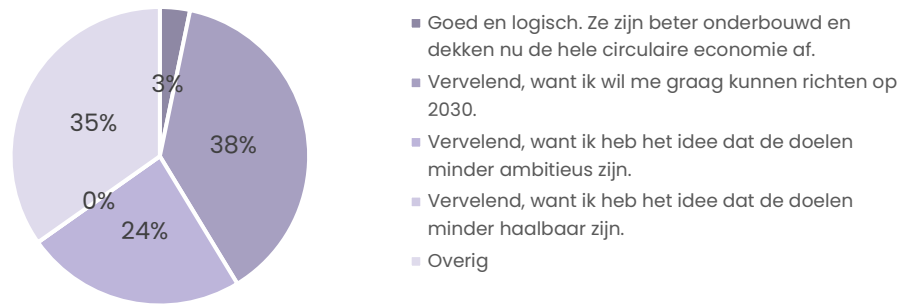 3%
38%
24%
0%
35%
Goed en logisch. Ze zijn beter onderbouwd en
dekken nu de hele circulaire economie af.
Vervelend, want ik wil me graag kunnen richten op
2030.
Vervelend, want ik heb het idee dat de doelen
minder ambitieus zijn.
Vervelend, want ik heb het idee dat de doelen
minder haalbaar zijn.
Overig